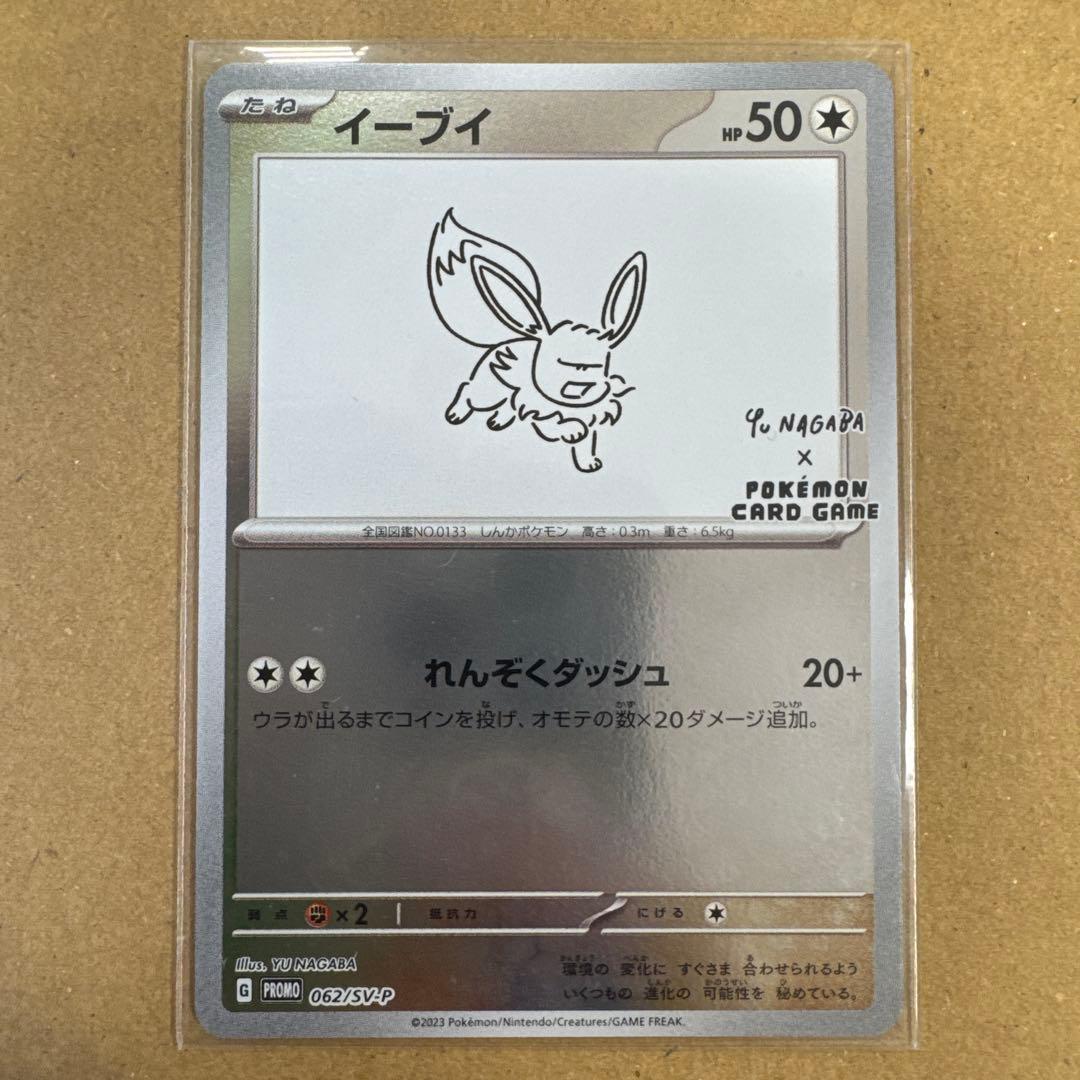 たね イーブイ HP 50
Yu NAGABA
×
POKÉMON
CARD GAME
全国図鑑NO.0133 しんかポケモン 高さ:0.3m 重さ:6.5kg
れんぞくダッシュ 20+
ウラが出るまでコインを投げ、オモテの数×20ダメージ追加。
弱点 ×2 抵抗力 にげる
Illus. YU NAGABA
環境の 変化に すぐさま 合わせられるよう
いくつもの 進化の 可能性を 秘めている。
G PROMO 062/SV-P
©2023 Pokémon/Nintendo/Creatures/GAME FREAK.